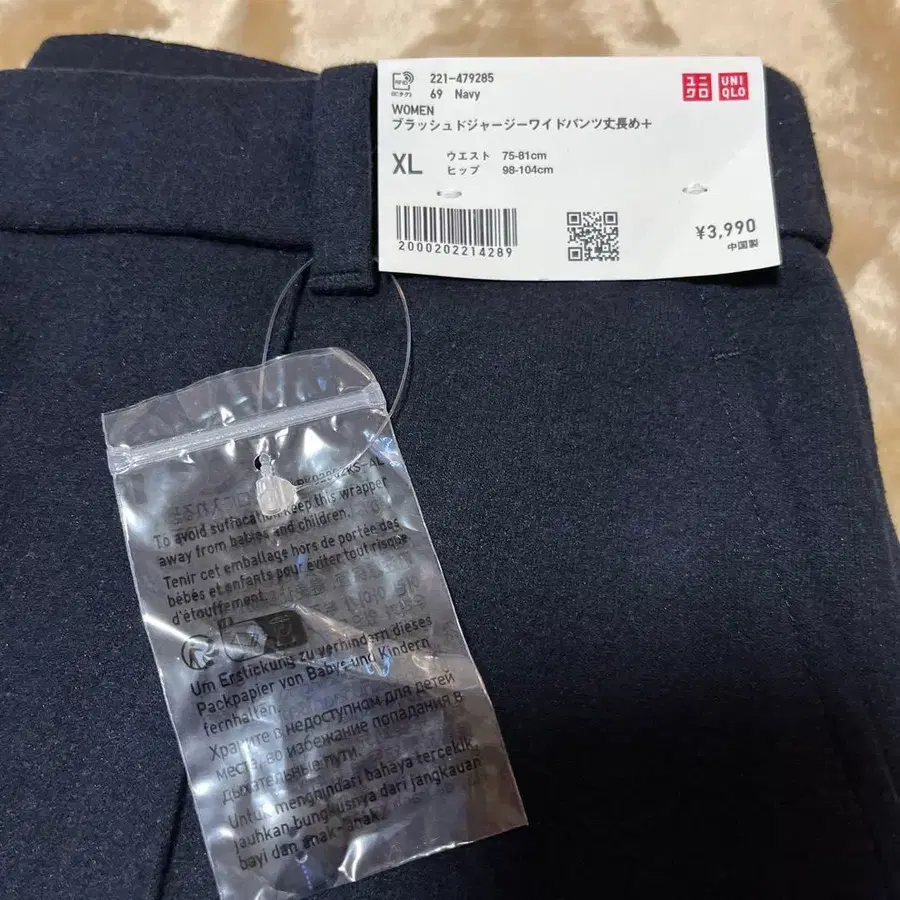 221-479285
69 Navy
ユニクロ
UNIQLO
WOMEN
ブラッシュドジャージーワイドパンツ丈長め+
XL
ウエスト 75-81cm
ヒップ 98-104cm
2000202214289
¥3,990
中国製
To avoid suffocation keep this wrapper
away from babies and children.
Tenir cet emballage hors de portée des
bébés et enfants pour éviter tout risque
d'étouffement.
Um Erstickung zu verhindern dieses
Packpapier von Babys und Kindern
fernhalten.
Храните в недоступном для детей
места, во избежание попадания в
дыхательные пути.
Untuk menghindari bahaya tercekik,
jauhkan bungkusnya dari jangkauan
bayi dan anak-anak.